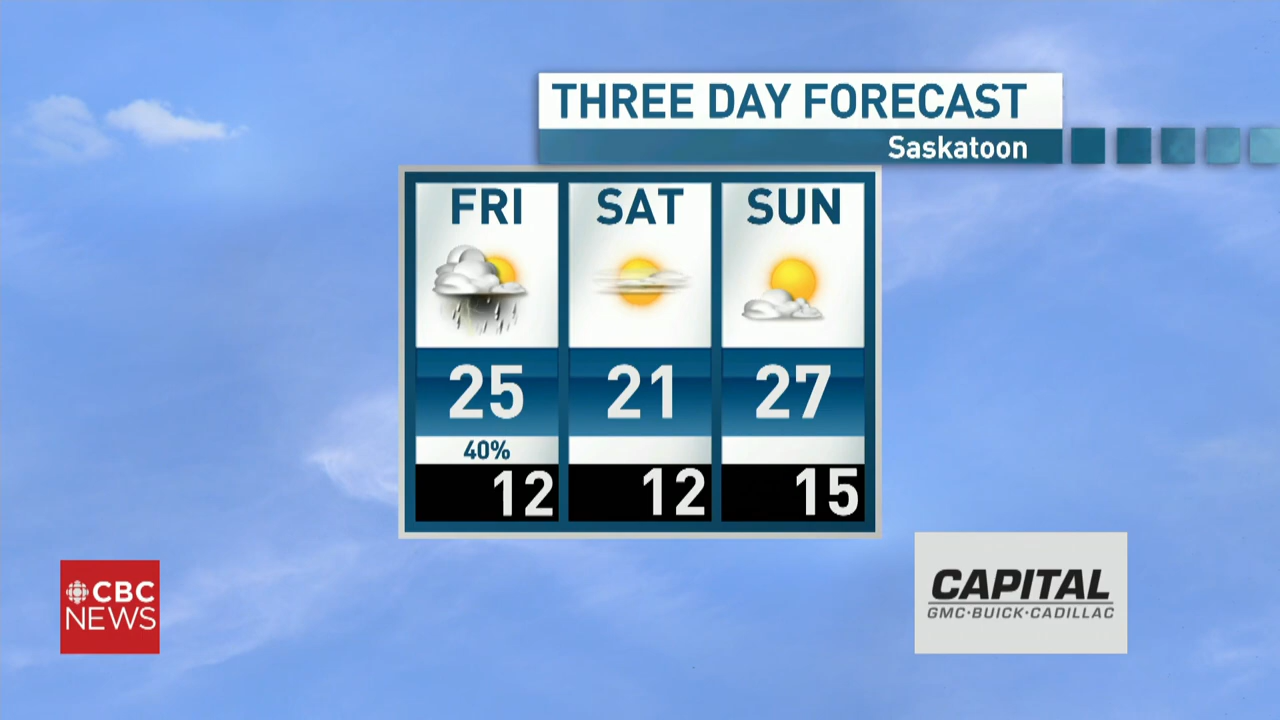 THREE DAY FORECAST
Saskatoon
FRI SAT SUN
25 21 27
40%
12 12 15
CBC
NEWS
CAPITAL
GMC·BUICK·CADILLAC